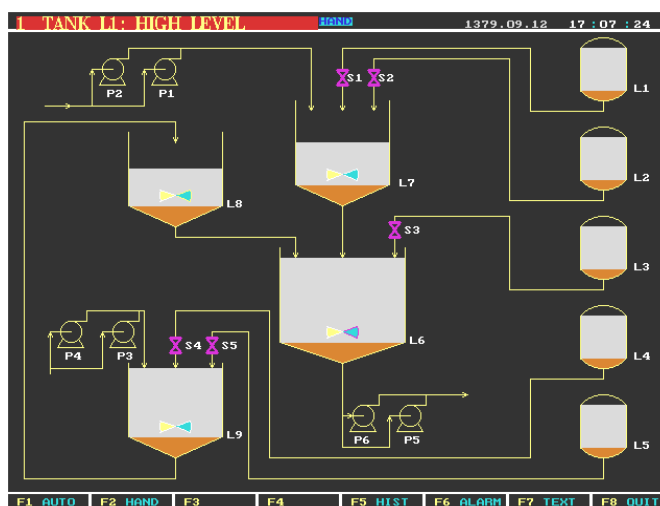 1 TANK L1: HIGH LEVEL HAND 1379.09.12 17:07:24
S1 S2
P2 P1
L1
L7
L2
L8
S3
L3
L6
P4 P3 S4 S5
L4
L9
P6 P5
L5
F1 AUTO F2 HAND F3 F4 F5 HIST F6 ALARM F7 TEXT F8 QUIT